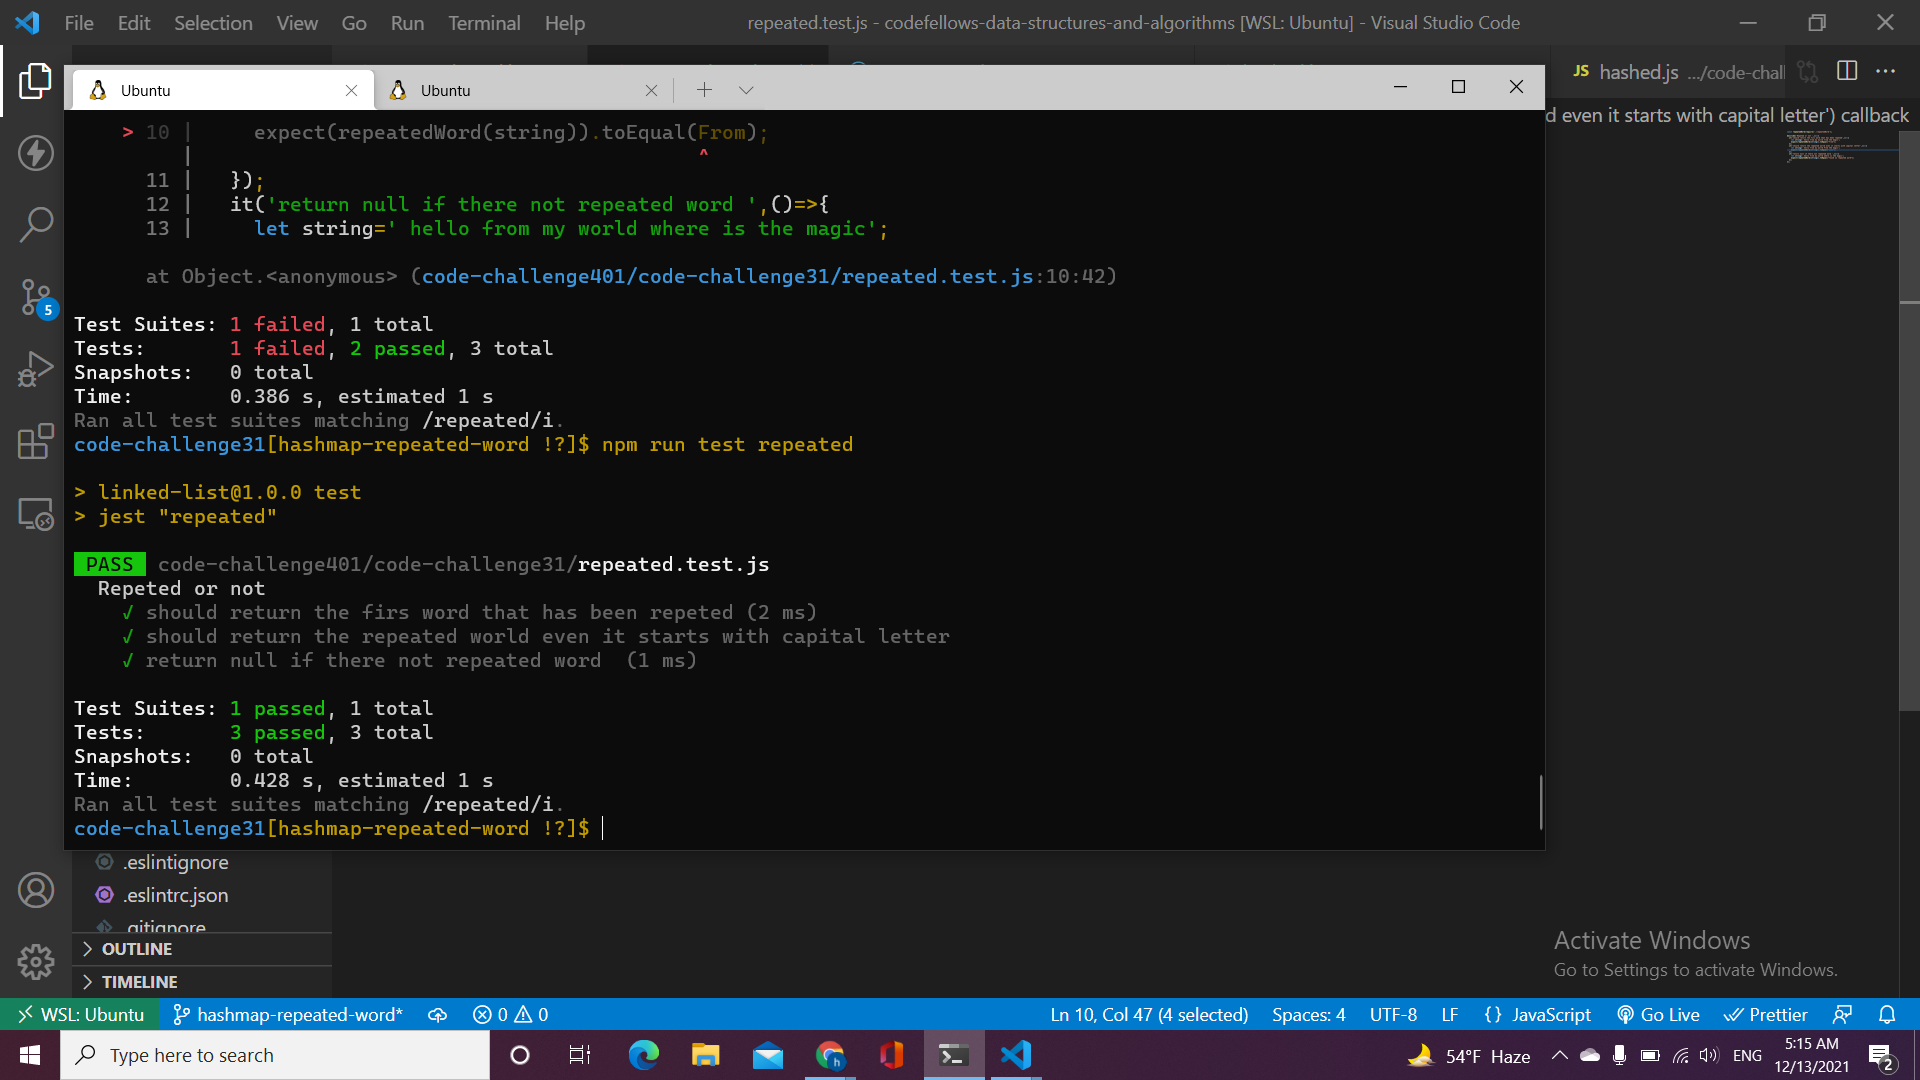 File Edit Selection View Go Run Terminal Help
repeated.test.js - codefellows-data-structures-and-algorithms [WSL: Ubuntu] - Visual Studio Code
JS hashed.js .../code-chall
Ubuntu
Ubuntu
d even it starts with capital letter') callback
> 10 |     expect(repeatedWord(string)).toEqual(From);
|                                          ^
11 |   });
12 |   it('return null if there not repeated word ',()=>{
13 |     let string=' hello from my world where is the magic';
at Object.<anonymous> (code-challenge401/code-challenge31/repeated.test.js:10:42)
Test Suites: 1 failed, 1 total
Tests:       1 failed, 2 passed, 3 total
Snapshots:   0 total
Time:        0.386 s, estimated 1 s
Ran all test suites matching /repeated/i.
code-challenge31[hashmap-repeated-word !?]$ npm run test repeated
> linked-list@1.0.0 test
> jest "repeated"
PASS code-challenge401/code-challenge31/repeated.test.js
Repeted or not
√ should return the firs word that has been repeted (2 ms)
√ should return the repeated world even it starts with capital letter
√ return null if there not repeated word  (1 ms)
Test Suites: 1 passed, 1 total
Tests:       3 passed, 3 total
Snapshots:   0 total
Time:        0.428 s, estimated 1 s
Ran all test suites matching /repeated/i.
code-challenge31[hashmap-repeated-word !?]$
5
.eslintignore
.eslintrc.json
.gitignore
OUTLINE
TIMELINE
Activate Windows
Go to Settings to activate Windows.
WSL: Ubuntu hashmap-repeated-word* 0 0 Ln 10, Col 47 (4 selected) Spaces: 4 UTF-8 LF {} JavaScript Go Live Prettier
Type here to search
54°F Haze ENG
5:15 AM
12/13/2021
2